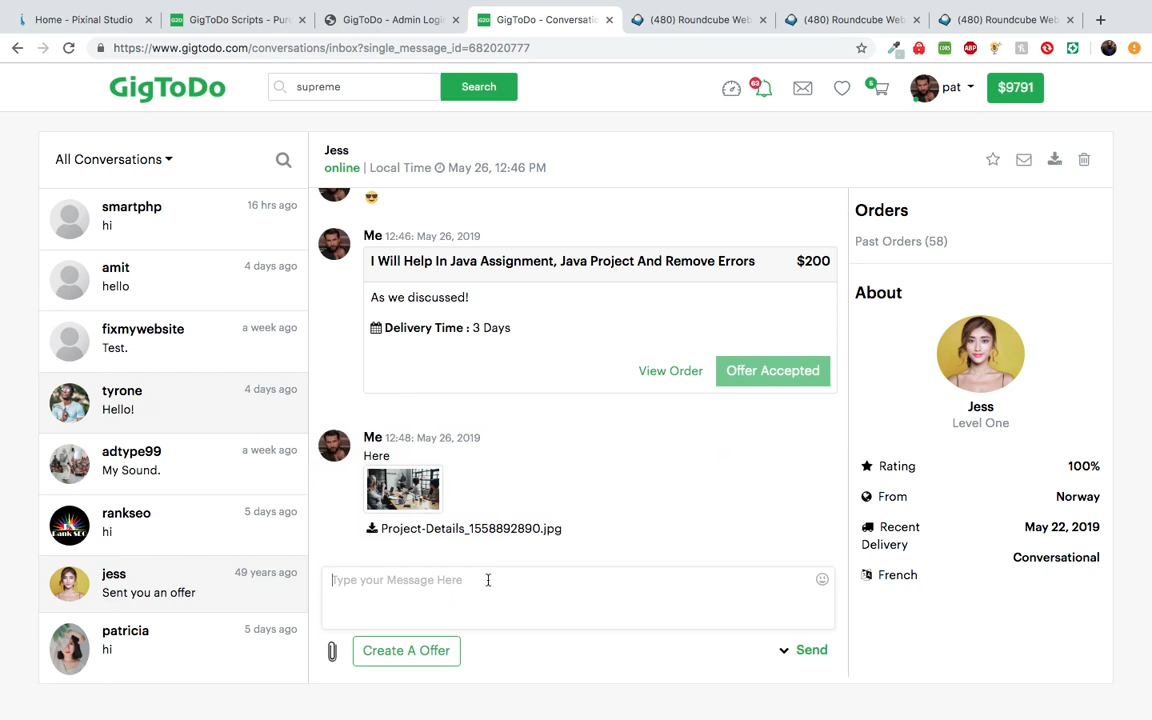 Home - Pixinal Studio
GigToDo Scripts - Pur
GigToDo - Admin Logi
GigToDo - Conversatio
(480) Roundcube Web
(480) Roundcube Web
(480) Roundcube Web
https://www.gigtodo.com/conversations/inbox?single_message_id=682020777
GigToDo
supreme
Search
63
5
pat
$9791
All Conversations
Jess
online | Local Time May 26, 12:46 PM
smartphp
16 hrs ago
hi
amit
4 days ago
hello
fixmywebsite
a week ago
Test.
tyrone
4 days ago
Hello!
adtype99
a week ago
My Sound.
rankseo
5 days ago
hi
jess
49 years ago
Sent you an offer
patricia
5 days ago
hi
Me 12:46: May 26, 2019
I Will Help In Java Assignment, Java Project And Remove Errors $200
As we discussed!
Delivery Time : 3 Days
View Order
Offer Accepted
Me 12:48: May 26, 2019
Here
Project-Details_1558892890.jpg
Type your Message Here
Create A Offer
Send
Orders
Past Orders (58)
About
Jess
Level One
Rating 100%
From Norway
Recent Delivery May 22, 2019
Conversational
French